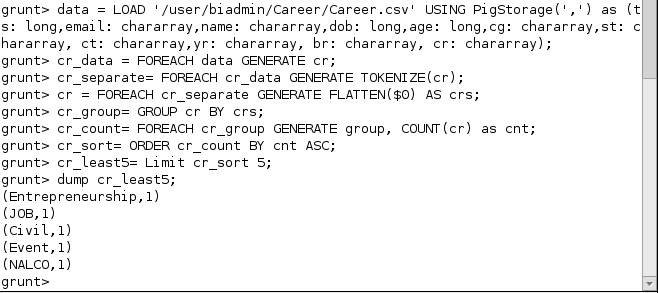 grunt> data = LOAD '/user/biadmin/Career/Career.csv' USING PigStorage(',') as (t
s: long,email: chararray,name: chararray,dob: long,age: long,cg: chararray,st: c
hararray, ct: chararray,yr: chararray, br: chararray, cr: chararray);
grunt> cr_data = FOREACH data GENERATE cr;
grunt> cr_separate= FOREACH cr_data GENERATE TOKENIZE(cr);
grunt> cr = FOREACH cr_separate GENERATE FLATTEN($0) AS crs;
grunt> cr_group= GROUP cr BY crs;
grunt> cr_count= FOREACH cr_group GENERATE group, COUNT(cr) as cnt;
grunt> cr_sort= ORDER cr_count BY cnt ASC;
grunt> cr_least5= Limit cr_sort 5;
grunt> dump cr_least5;
(Entrepreneurship,1)
(JOB,1)
(Civil,1)
(Event,1)
(NALCO,1)
grunt>